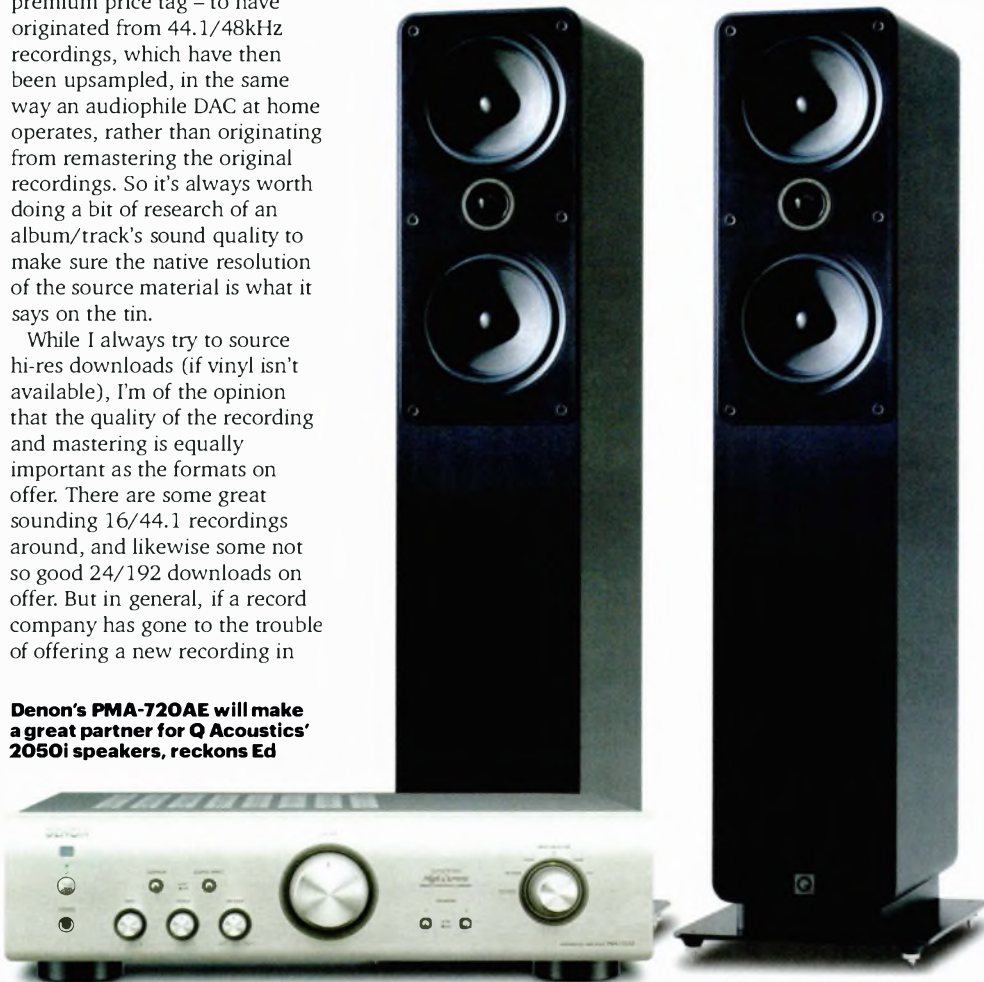 premium price tag – to have
originated from 44.1/48kHz
recordings, which have then
been upsampled, in the same
way an audiophile DAC at home
operates, rather than originating
from remastering the original
recordings. So it's always worth
doing a bit of research of an
album/track's sound quality to
make sure the native resolution
of the source material is what it
says on the tin.
While I always try to source
hi-res downloads (if vinyl isn't
available), I'm of the opinion
that the quality of the recording
and mastering is equally
important as the formats on
offer. There are some great
sounding 16/44.1 recordings
around, and likewise some not
so good 24/192 downloads on
offer. But in general, if a record
company has gone to the trouble
of offering a new recording in
Denon's PMA-720AE will make
a great partner for Q Acoustics'
2050i speakers, reckons Ed
DENON